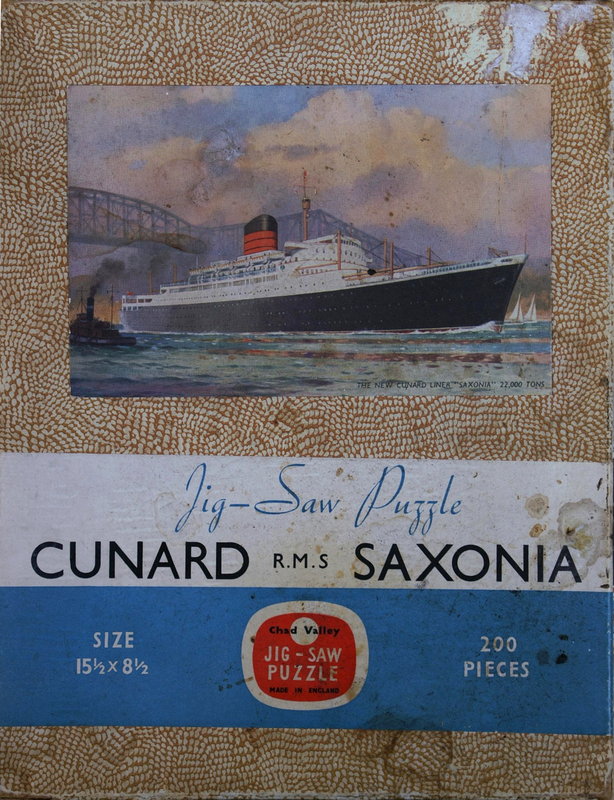 THE NEW CUNARD LINER "SAXONIA" 22,000 TONS
Jig-Saw Puzzle
CUNARD R.M.S SAXONIA
SIZE
15½ x 8½
Chad Valley
JIG-SAW
PUZZLE
MADE IN ENGLAND
200
PIECES